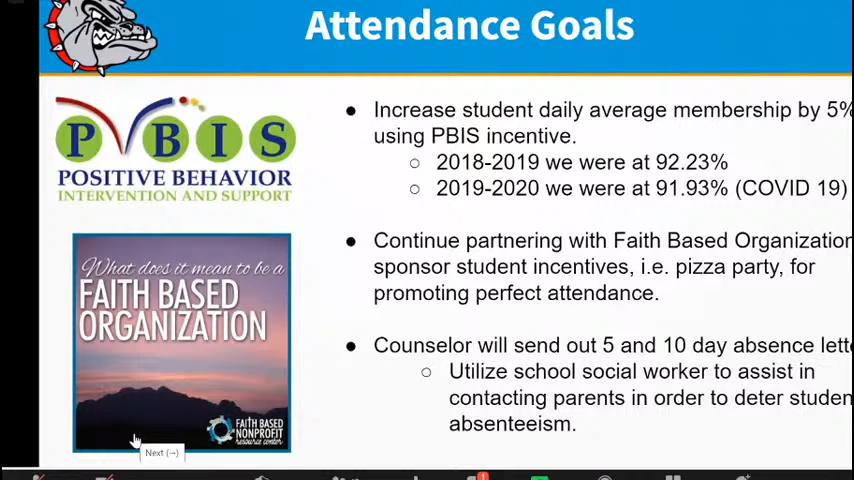 Attendance Goals
P BIS
POSITIVE BEHAVIOR
INTERVENTION AND SUPPORT
● Increase student daily average membership by 5%
using PBIS incentive.
○ 2018-2019 we were at 92.23%
○ 2019-2020 we were at 91.93% (COVID 19)
What does it mean to be a
FAITH BASED
ORGANIZATION
FAITH BASED
NONPROFIT
resource center
● Continue partnering with Faith Based Organization
sponsor student incentives, i.e. pizza party, for
promoting perfect attendance.
● Counselor will send out 5 and 10 day absence lette
○ Utilize school social worker to assist in
contacting parents in order to deter studen
absenteeism.
Next (→)
1